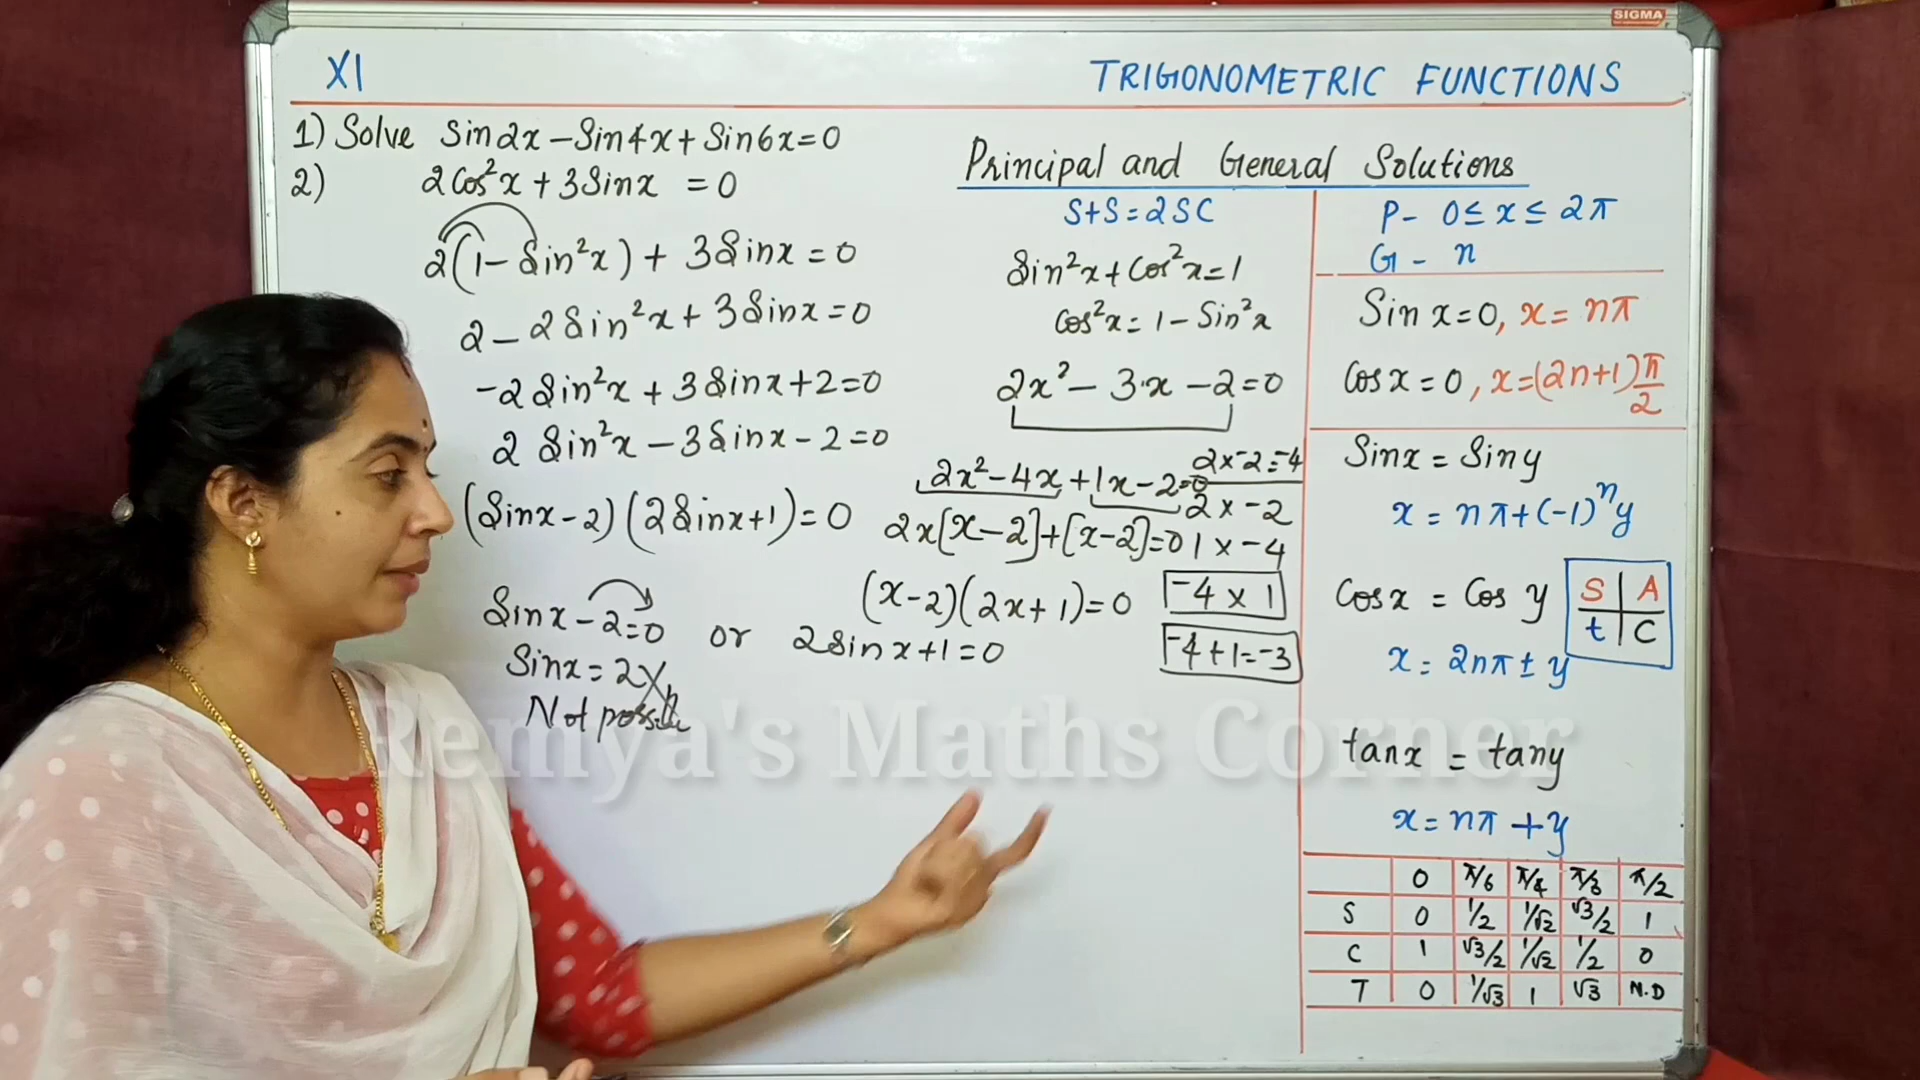 SIGMA
XI
TRIGONOMETRIC FUNCTIONS
1) Solve Sin2x – Sin4x + Sin6x = 0
2) 2Cos²x + 3Sinx = 0
2(1 – Sin²x) + 3Sinx = 0
2 – 2Sin²x + 3Sinx = 0
-2Sin²x + 3Sinx + 2 = 0
2 Sin²x – 3Sinx – 2 = 0
(Sinx – 2)(2Sinx + 1) = 0
Sinx – 2 = 0 or 2Sinx + 1 = 0
Sinx = 2
Not possible
Principal and General Solutions
S+S = 2SC
Sin²x + Cos²x = 1
Cos²x = 1 – Sin²x
2x² – 3x – 2 = 0
2x² – 4x + 1x – 2 = 0
2x[x – 2] + [x – 2] = 0
(x – 2)(2x + 1) = 0
2 x -2 = -4
2 x -2
1 x -4
-4 x 1
-4 + 1 = -3
P – 0 ≤ x ≤ 2π
G – n
Sin x = 0, x = nπ
Cos x = 0, x = (2n+1)π/2
Sinx = Siny
x = nπ + (-1)ⁿy
Cosx = Cos y
S A
t C
x = 2nπ ± y
tanx = tany
x = nπ + y
0 π/6 π/4 π/3 π/2
S 0 1/2 1/√2 √3/2 1
C 1 √3/2 1/√2 1/2 0
T 0 1/√3 1 √3 N.D
Remya's Maths Corner